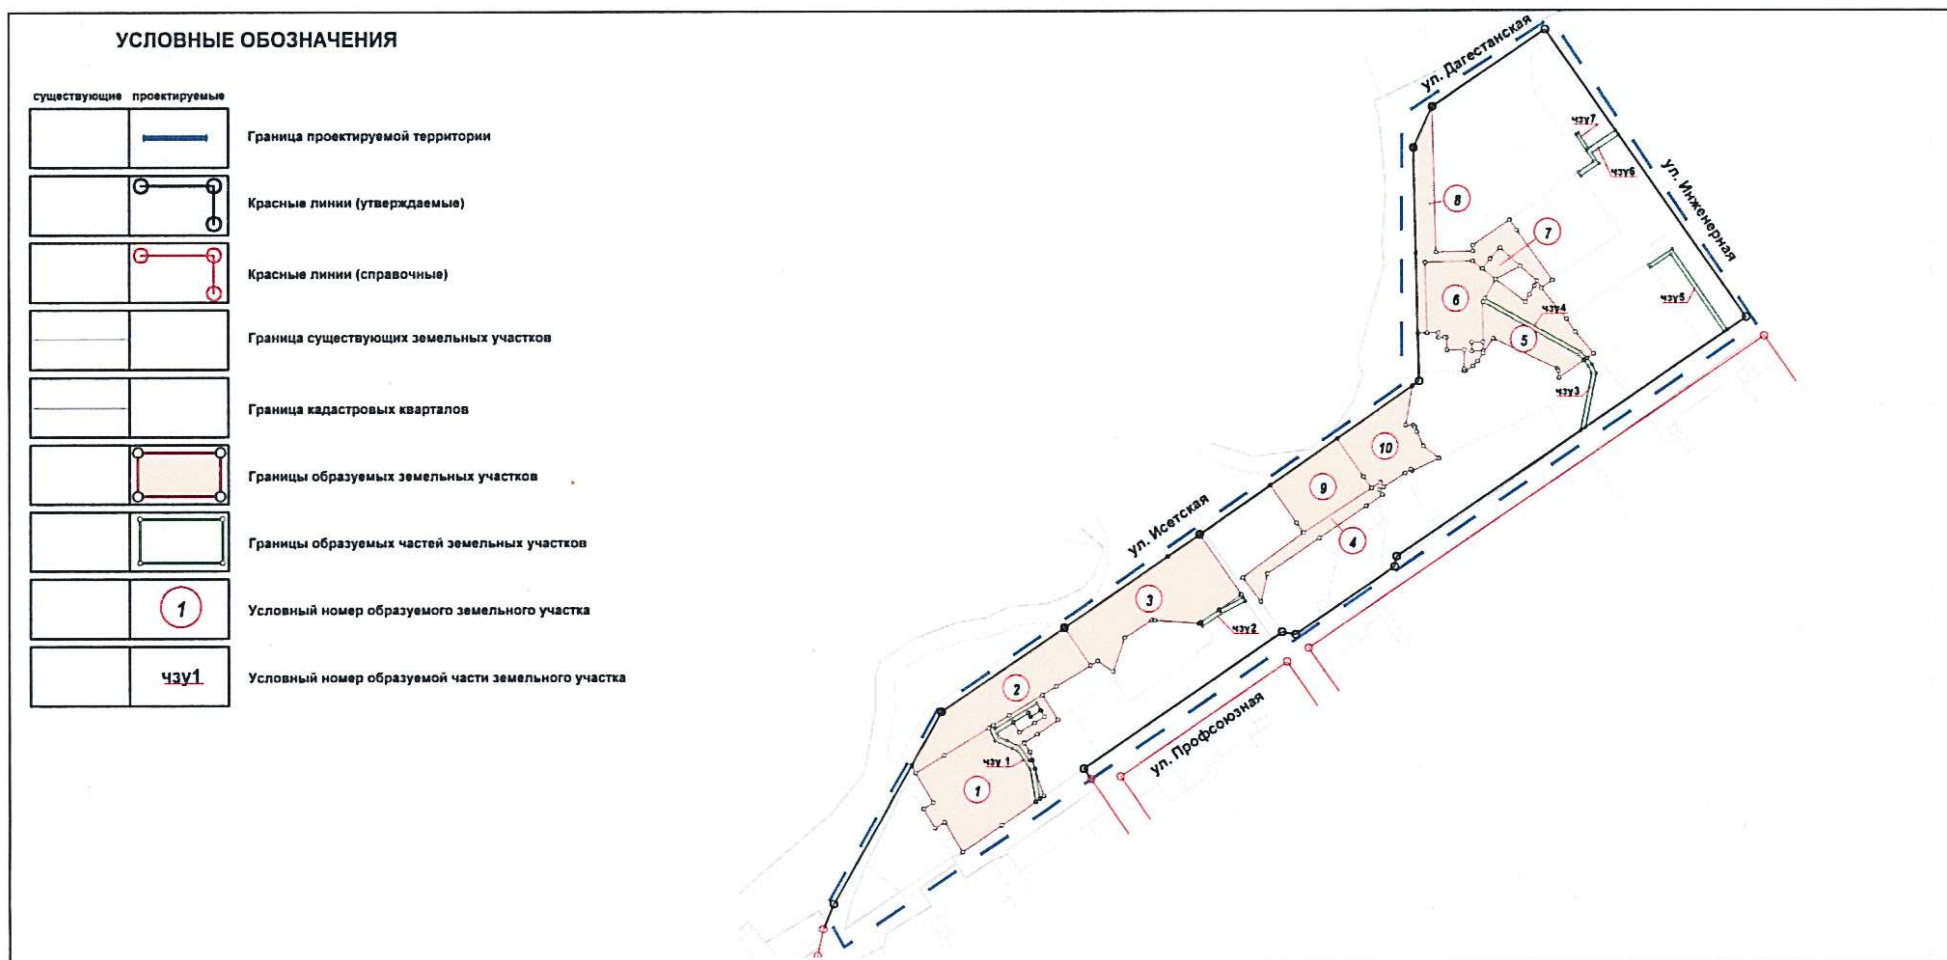 УСЛОВНЫЕ ОБОЗНАЧЕНИЯ
существующие проектируемые
Граница проектируемой территории
Красные линии (утверждаемые)
Красные линии (справочные)
Граница существующих земельных участков
Граница кадастровых кварталов
Границы образуемых земельных участков
Границы образуемых частей земельных участков
1 Условный номер образуемого земельного участка
чзу1 Условный номер образуемой части земельного участка
ул. Дагестанская
чзу7
чзу6
ул. Инженерная
8
7
6
чзу4
чзу5
5
чзу3
10
9
ул. Исетская
4
3
чзу2
2
ул. Профсоюзная
чзу 1
1